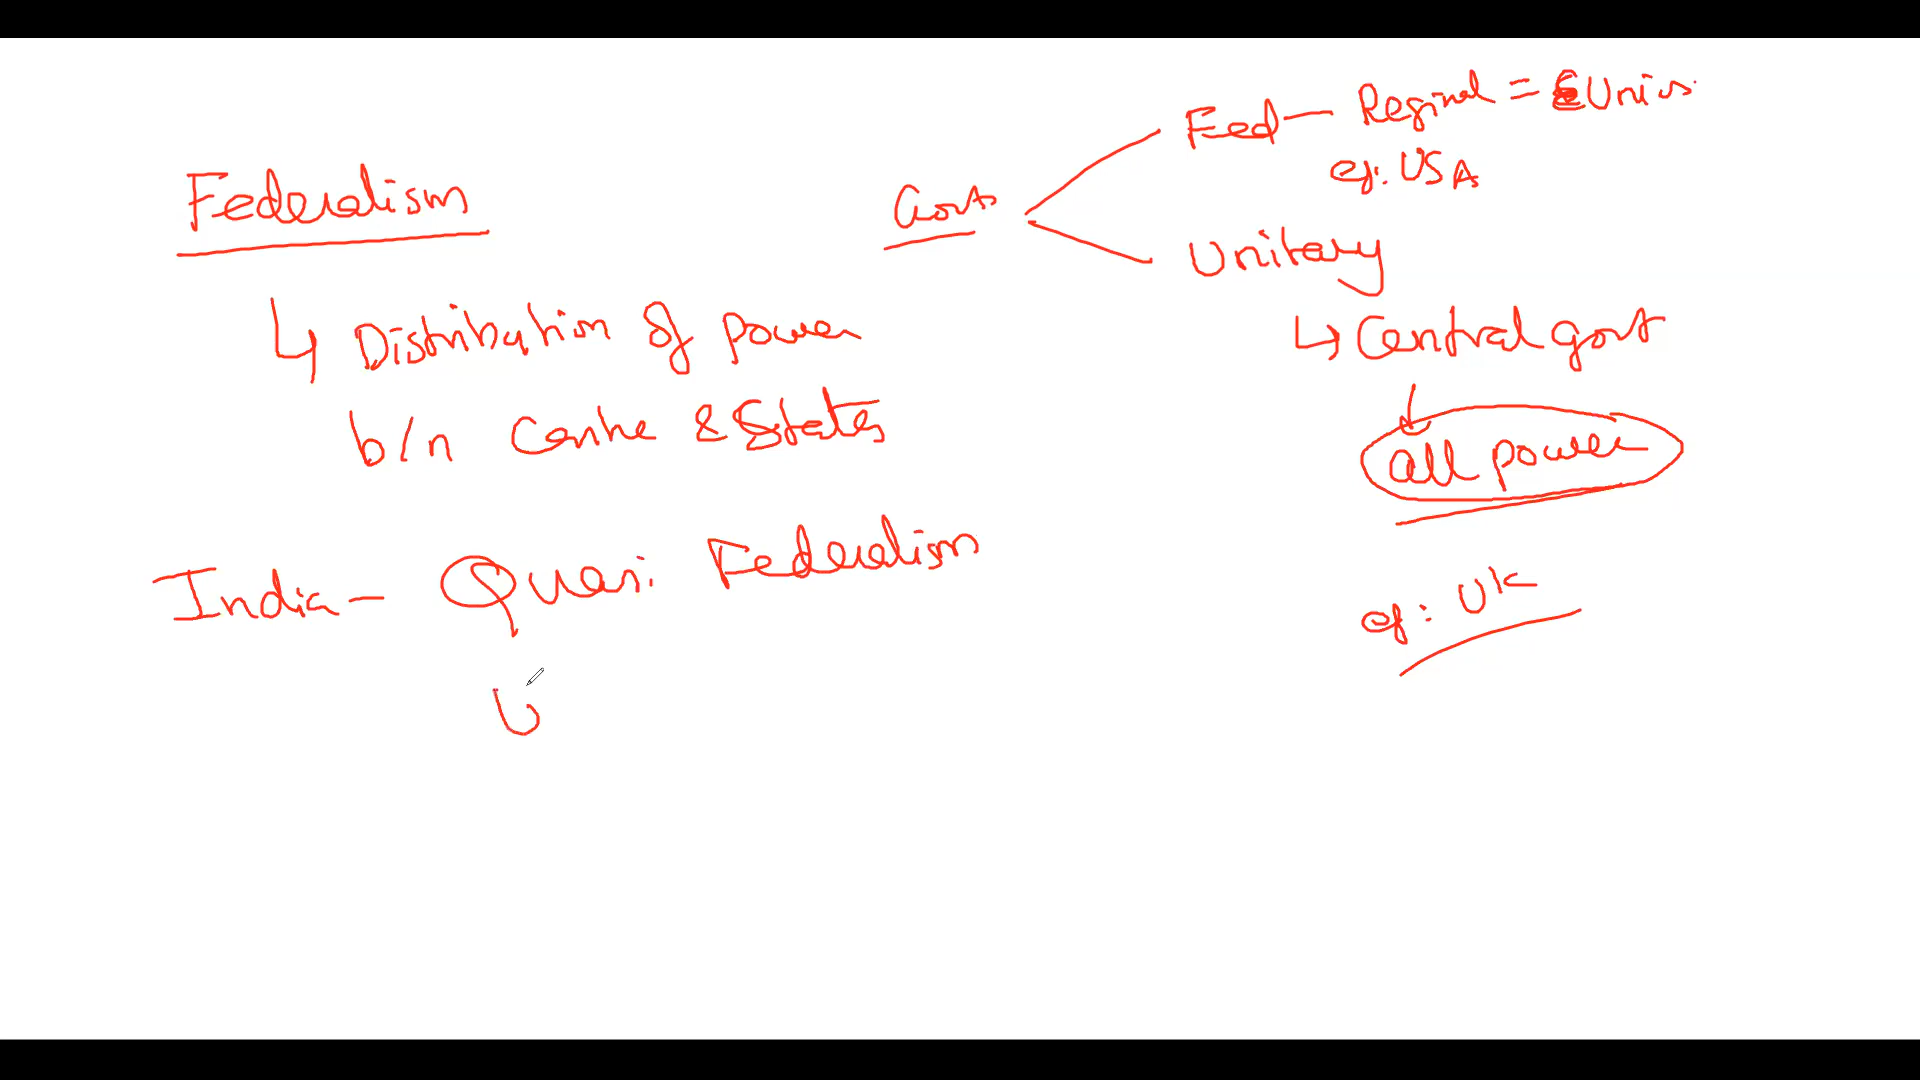 Federalism
↳ Distribution of power
b/n Centre & States
India – Quasi Federalism
U
Govt
Fed – Regional = Union
eg: USA
Unitary
↳ Central govt
all power
eg: UK